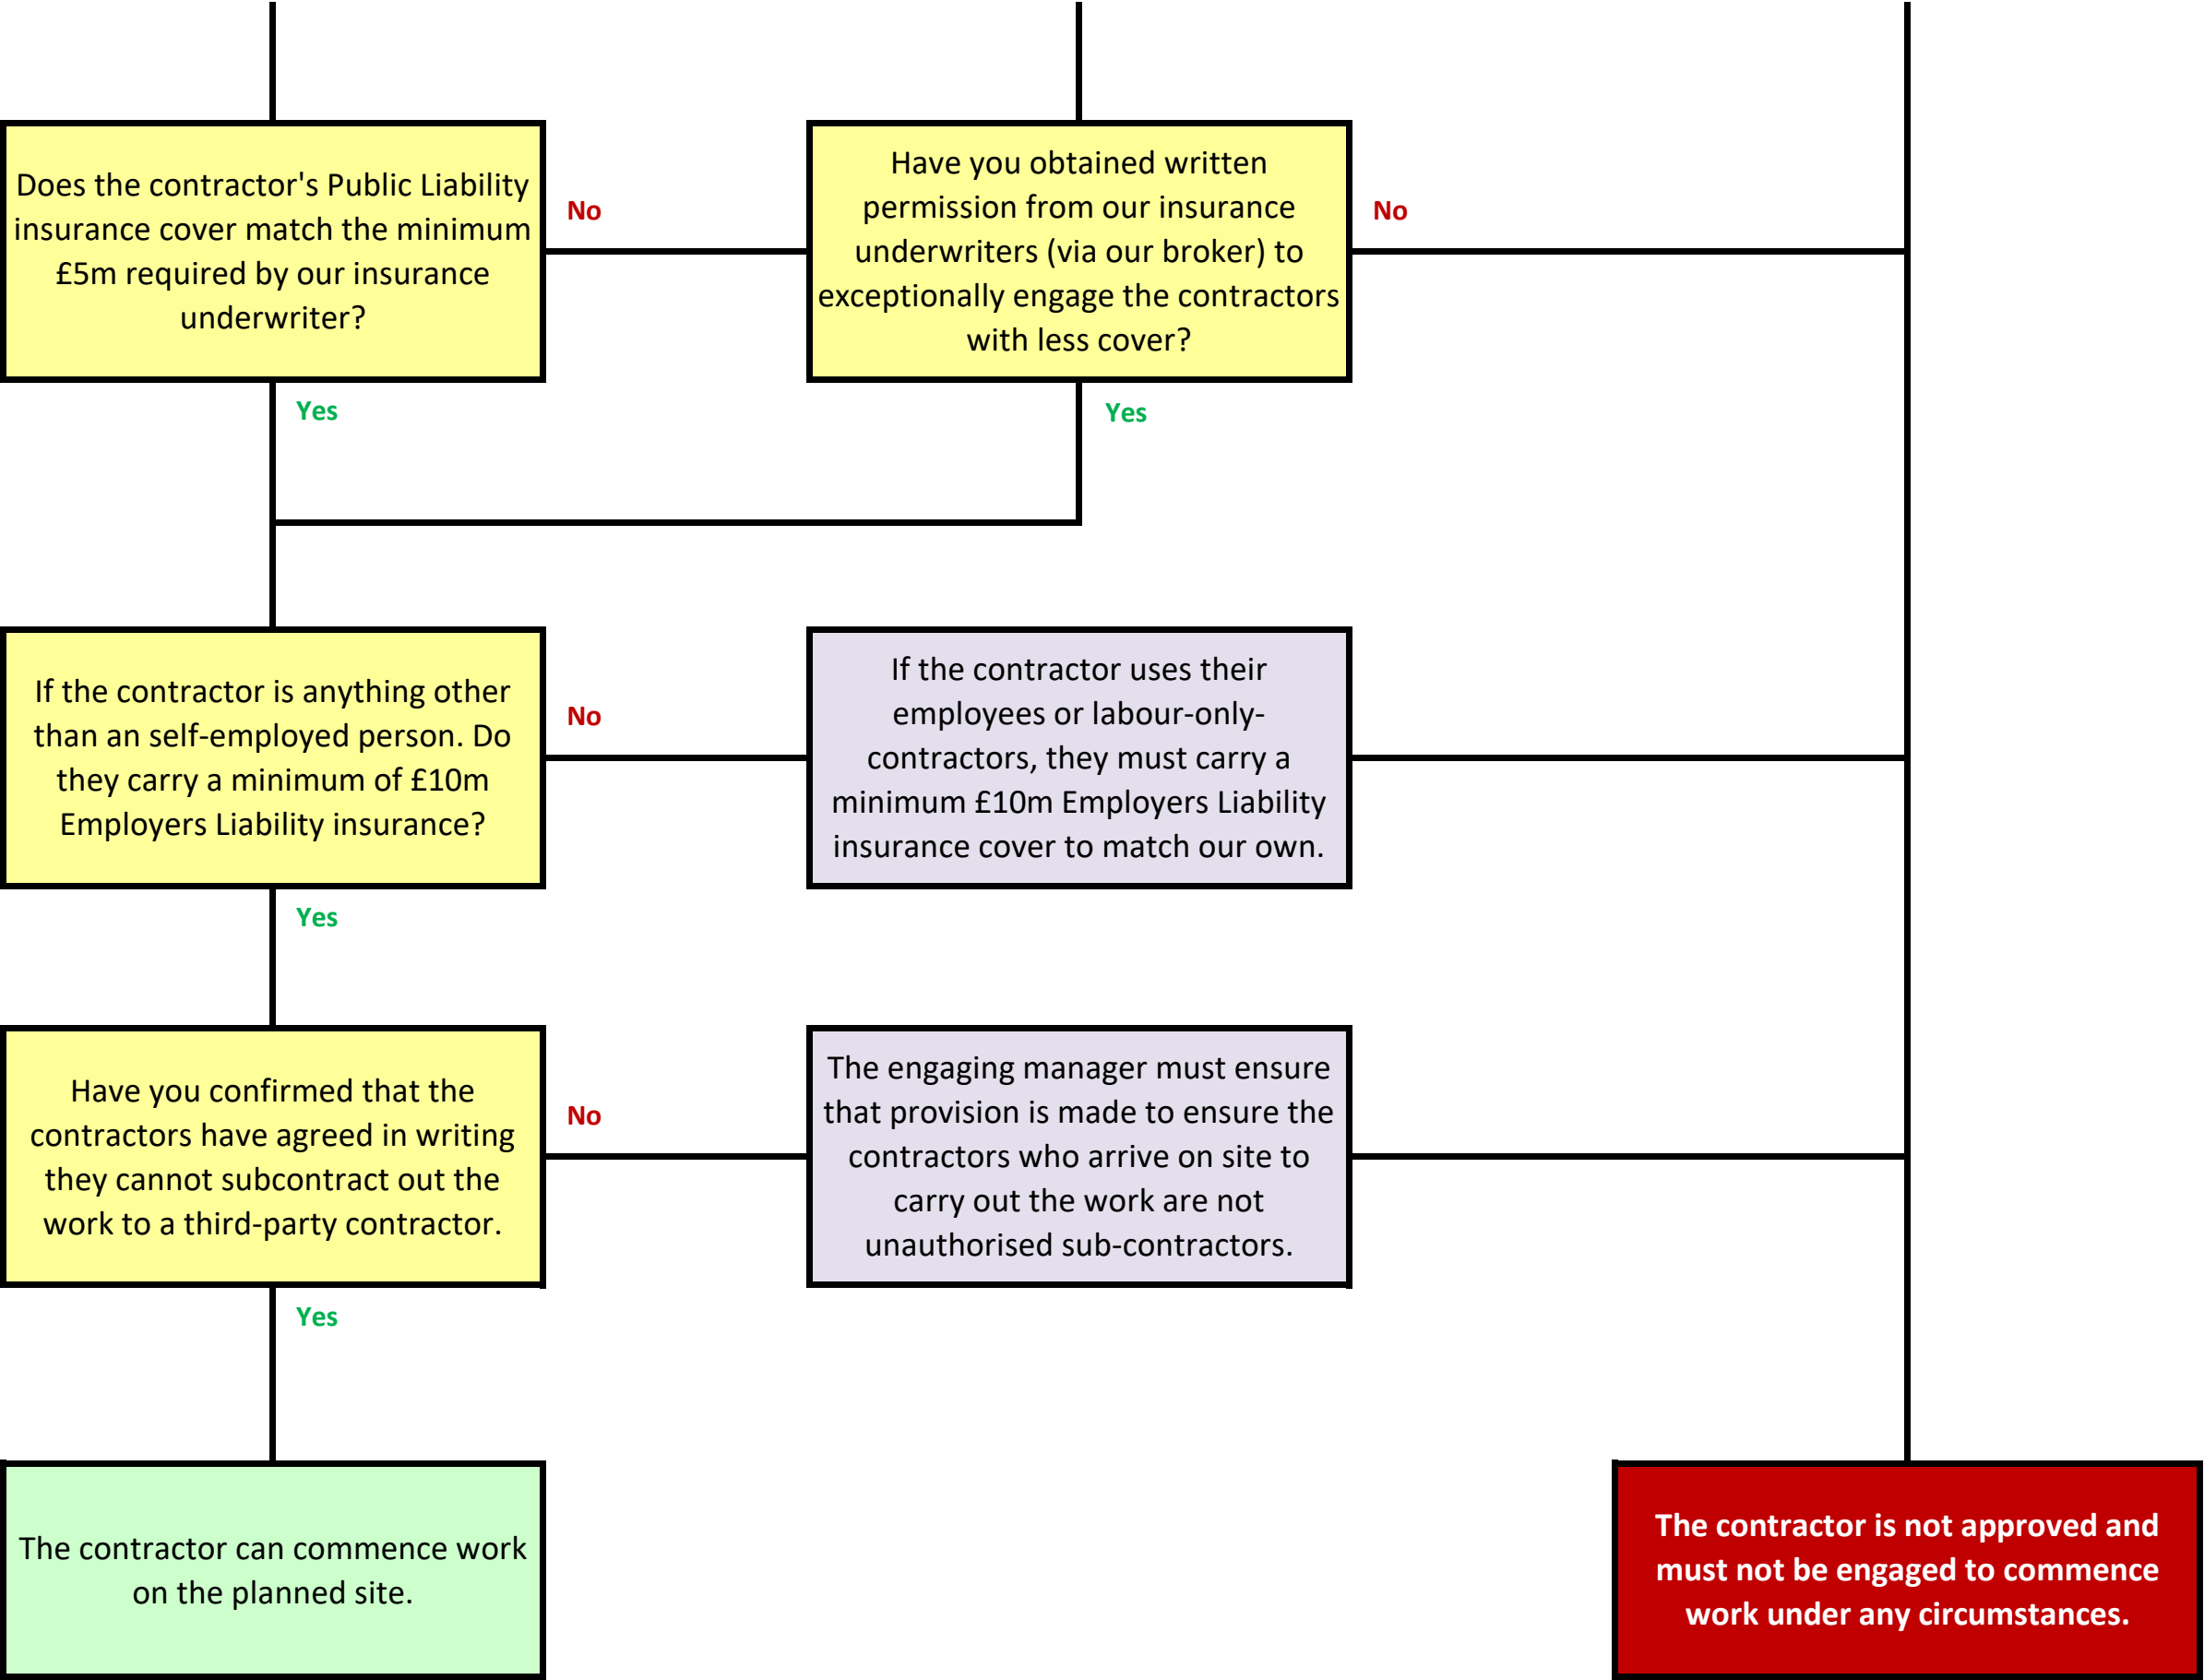 Does the contractor's Public Liability
insurance cover match the minimum
£5m required by our insurance
underwriter?
No
Have you obtained written
permission from our insurance
underwriters (via our broker) to
exceptionally engage the contractors
with less cover?
No
Yes
Yes
If the contractor is anything other
than an self-employed person. Do
they carry a minimum of £10m
Employers Liability insurance?
No
If the contractor uses their
employees or labour-only-
contractors, they must carry a
minimum £10m Employers Liability
insurance cover to match our own.
Yes
Have you confirmed that the
contractors have agreed in writing
they cannot subcontract out the
work to a third-party contractor.
No
The engaging manager must ensure
that provision is made to ensure the
contractors who arrive on site to
carry out the work are not
unauthorised sub-contractors.
Yes
The contractor can commence work
on the planned site.
The contractor is not approved and
must not be engaged to commence
work under any circumstances.